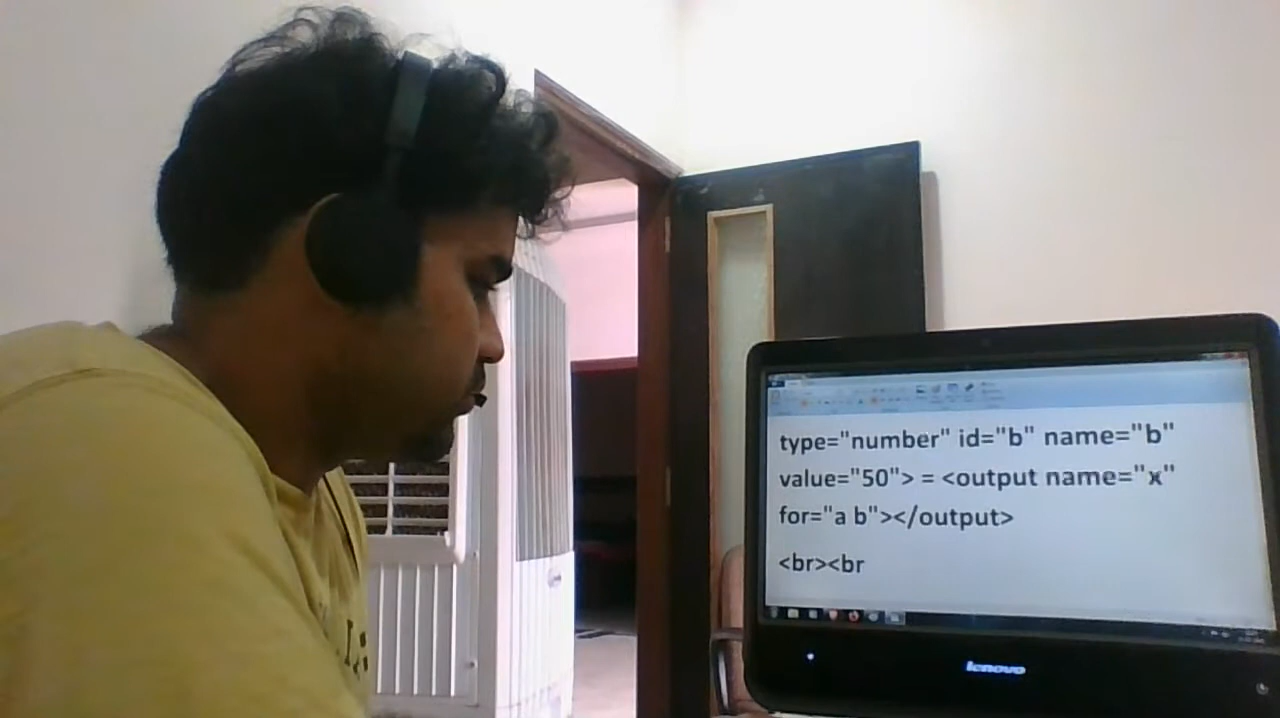 type="number" id="b" name="b"
value="50"> = <output name="x"
for="a b"></output>
<br><br
lenovo